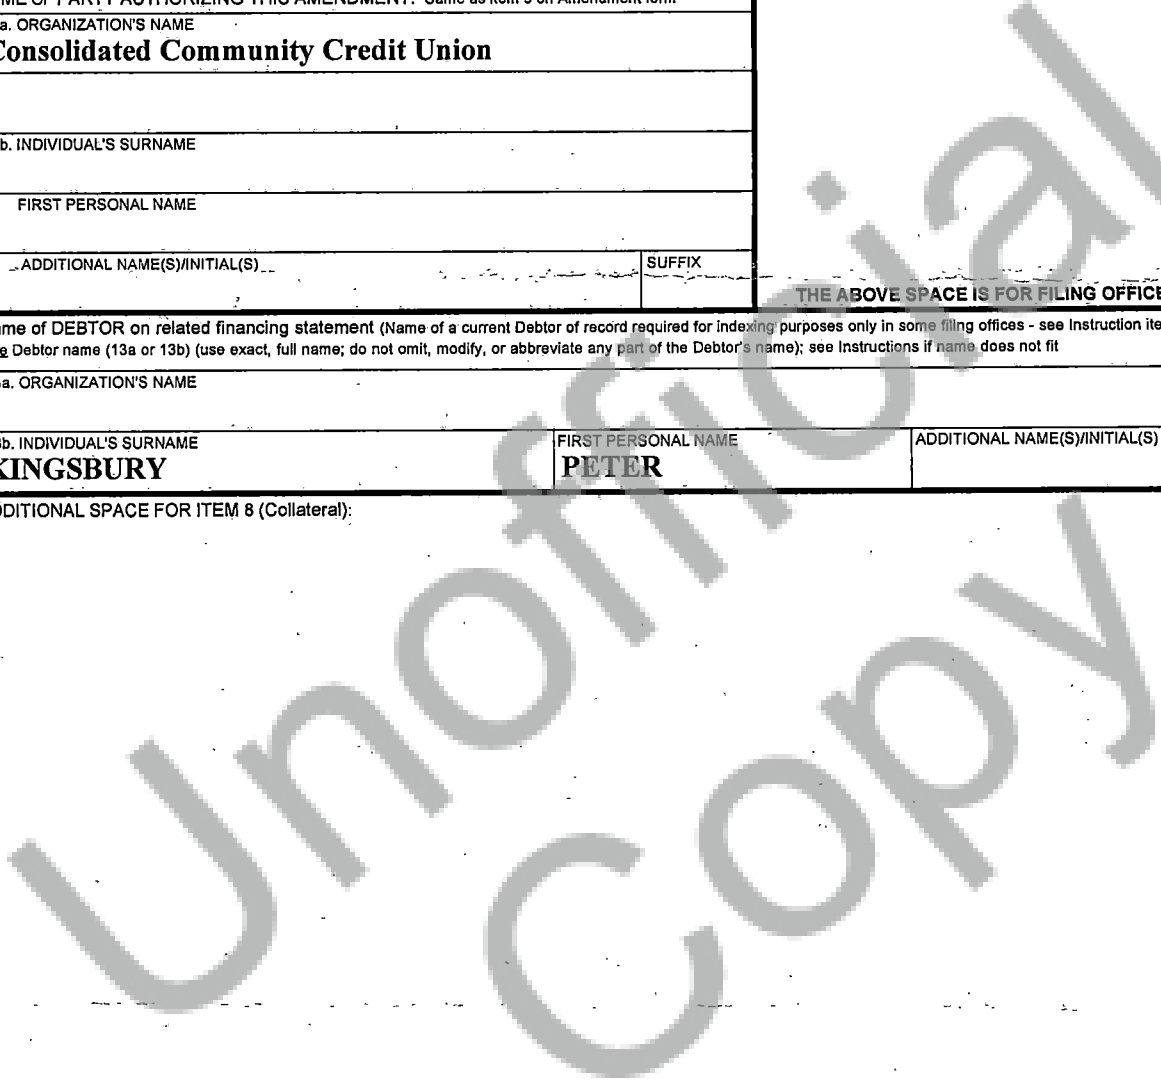 ME OF PARTY AUTHORIZING THIS AMENDMENT: Same as item 9 on Amendment form
a. ORGANIZATION'S NAME
Consolidated Community Credit Union
b. INDIVIDUAL'S SURNAME
FIRST PERSONAL NAME
ADDITIONAL NAME(S)/INITIAL(S)
SUFFIX
THE ABOVE SPACE IS FOR FILING OFFICE
me of DEBTOR on related financing statement (Name of a current Debtor of record required for indexing purposes only in some filing offices - see Instruction ite
e Debtor name (13a or 13b) (use exact, full name; do not omit, modify, or abbreviate any part of the Debtor's name); see Instructions if name does not fit
a. ORGANIZATION'S NAME
b. INDIVIDUAL'S SURNAME
KINGSBURY
FIRST PERSONAL NAME
PETER
ADDITIONAL NAME(S)/INITIAL(S)
DDITIONAL SPACE FOR ITEM 8 (Collateral):
Unofficial
Copy